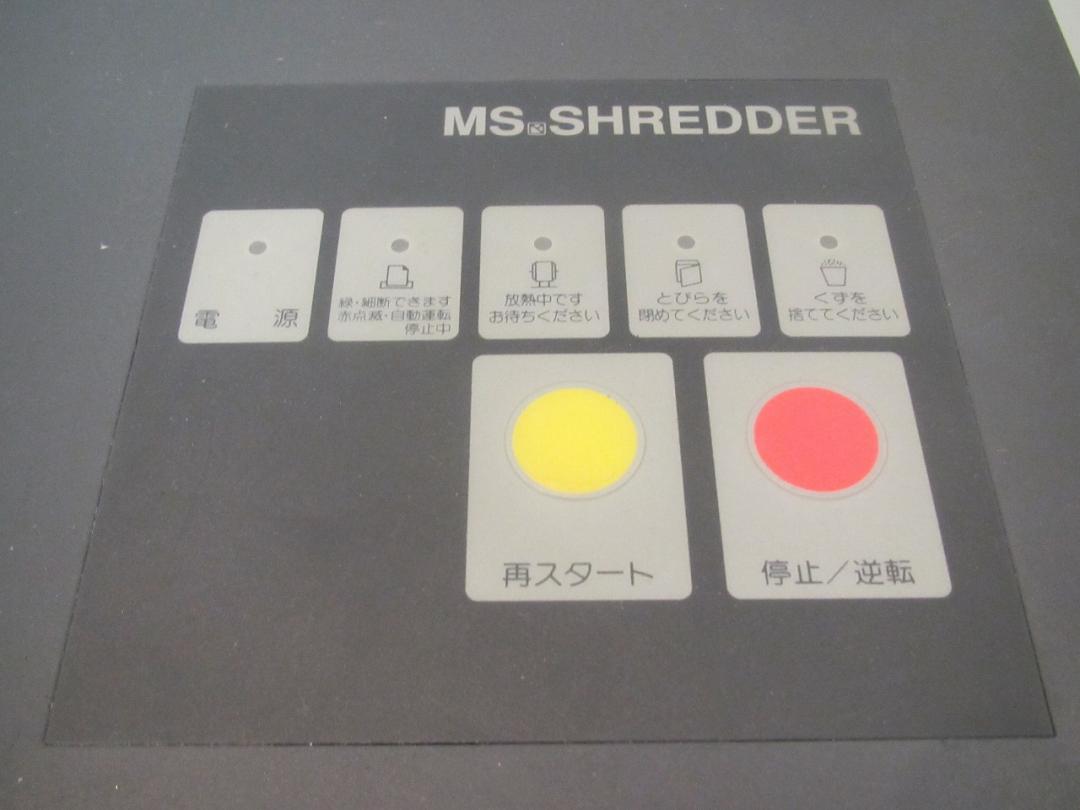 MS SHREDDER
電 源
緑・細断できます
赤点滅・自動運転
停止中
放熱中です
お待ちください
とびらを
閉めてください
くずを
捨ててください
再スタート
停止／逆転